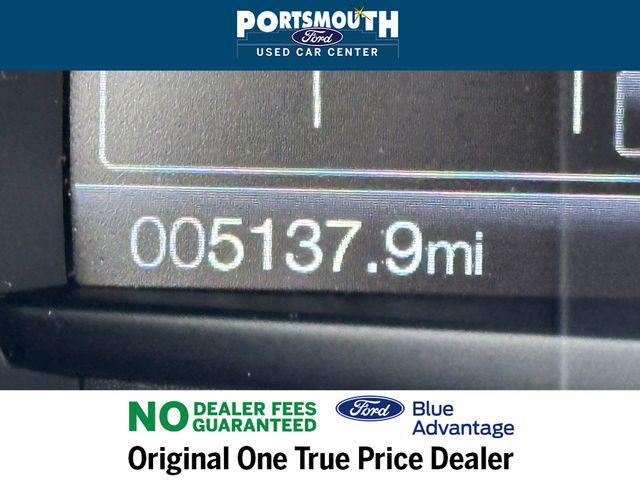 PORTSMOUTH
Ford
USED CAR CENTER
005137.9mi
NO DEALER FEES
GUARANTEED
Ford
Blue
Advantage
Original One True Price Dealer